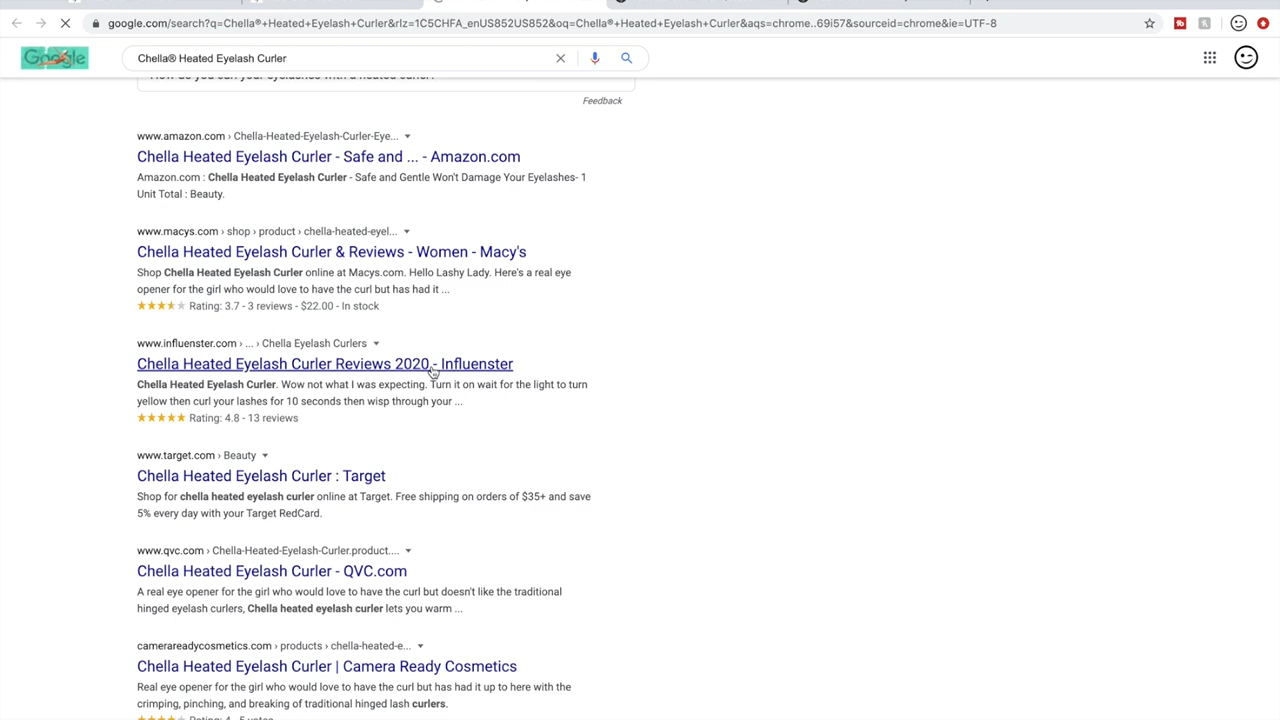 google.com/search?q=Chella®+Heated+Eyelash+Curler&rlz=1C5CHFA_enUS852US852&oq=Chella®+Heated+Eyelash+Curler&aqs=chrome..69i57&sourceid=chrome&ie=UTF-8
Google
Chella® Heated Eyelash Curler
How do you curl your eyelashes with a heated curler?
Feedback
www.amazon.com › Chella-Heated-Eyelash-Curler-Eye...
Chella Heated Eyelash Curler - Safe and ... - Amazon.com
Amazon.com : Chella Heated Eyelash Curler - Safe and Gentle Won't Damage Your Eyelashes- 1
Unit Total : Beauty.
www.macys.com › shop › product › chella-heated-eyel...
Chella Heated Eyelash Curler & Reviews - Women - Macy's
Shop Chella Heated Eyelash Curler online at Macys.com. Hello Lashy Lady. Here's a real eye
opener for the girl who would love to have the curl but has had it ...
Rating: 3.7 - 3 reviews - $22.00 - In stock
www.influenster.com › ... › Chella Eyelash Curlers
Chella Heated Eyelash Curler Reviews 2020 - Influenster
Chella Heated Eyelash Curler. Wow not what I was expecting. Turn it on wait for the light to turn
yellow then curl your lashes for 10 seconds then wisp through your ...
Rating: 4.8 - 13 reviews
www.target.com › Beauty
Chella Heated Eyelash Curler : Target
Shop for chella heated eyelash curler online at Target. Free shipping on orders of $35+ and save
5% every day with your Target RedCard.
www.qvc.com › Chella-Heated-Eyelash-Curler.product....
Chella Heated Eyelash Curler - QVC.com
A real eye opener for the girl who would love to have the curl but doesn't like the traditional
hinged eyelash curlers, Chella heated eyelash curler lets you warm ...
camerareadycosmetics.com › products › chella-heated-e...
Chella Heated Eyelash Curler | Camera Ready Cosmetics
Real eye opener for the girl who would love to have the curl but has had it up to here with the
crimping, pinching, and breaking of traditional hinged lash curlers.
Rating: 4 - 5 votes